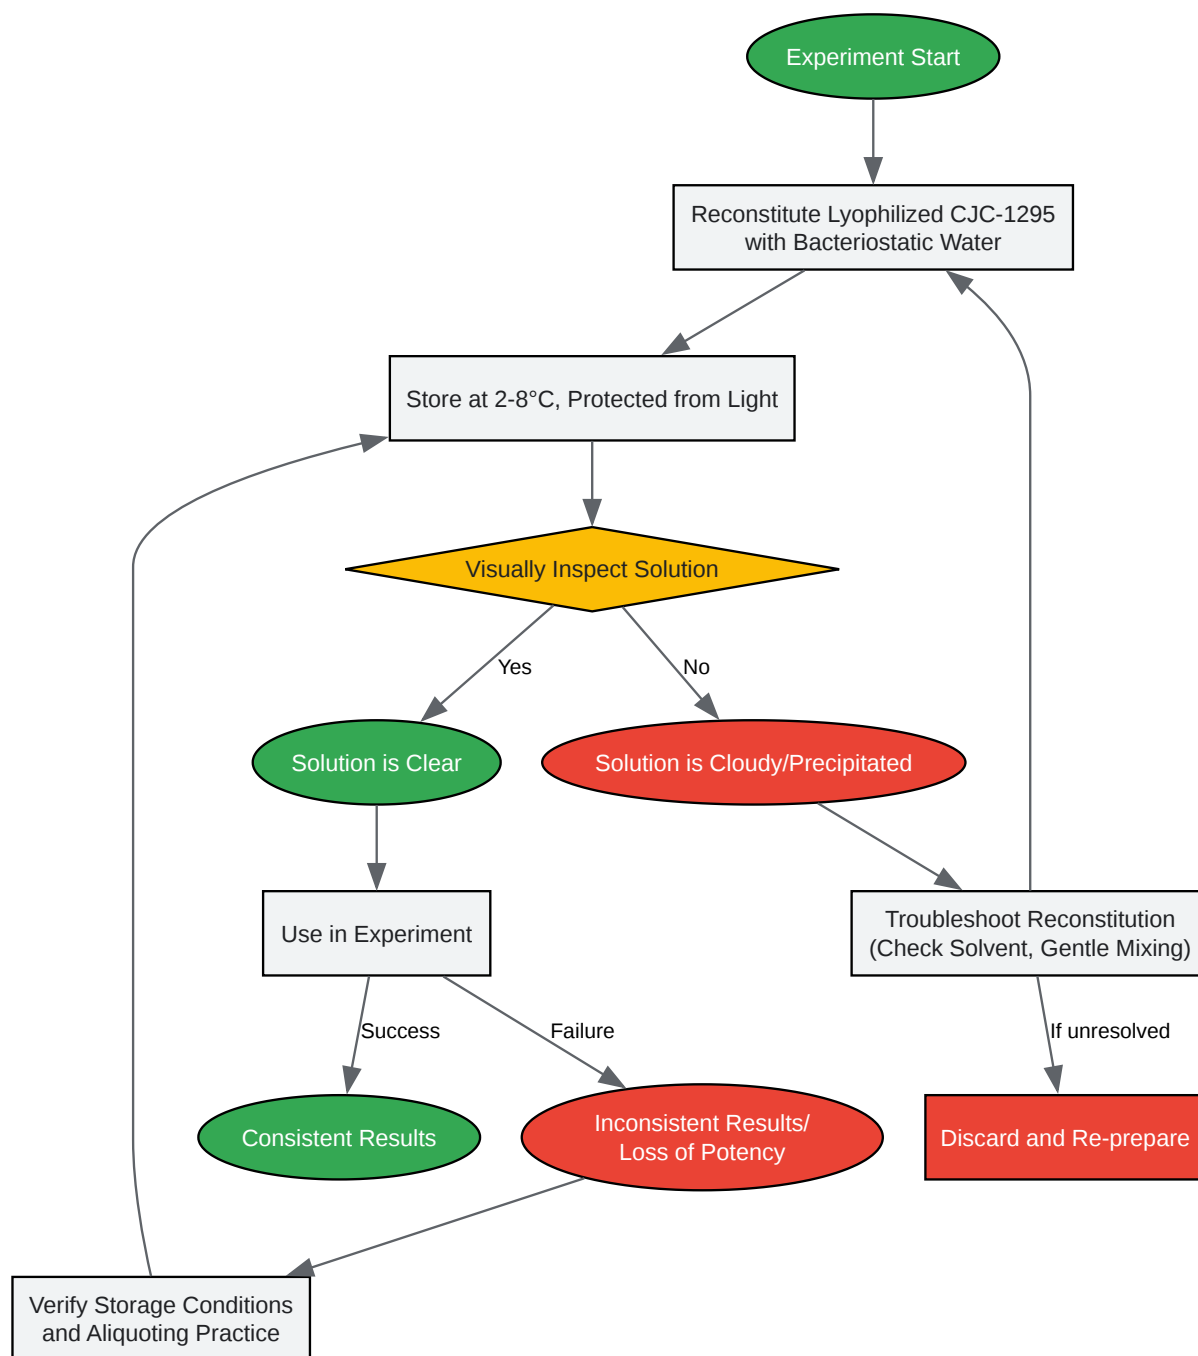 Experiment Start
Reconstitute Lyophilized CJC-1295
with Bacteriostatic Water
Store at 2-8°C, Protected from Light
Visually Inspect Solution
Yes
No
Solution is Clear
Solution is Cloudy/Precipitated
Use in Experiment
Troubleshoot Reconstitution
(Check Solvent, Gentle Mixing)
Success
Failure
If unresolved
Consistent Results
Inconsistent Results/
Loss of Potency
Discard and Re-prepare
Verify Storage Conditions
and Aliquoting Practice